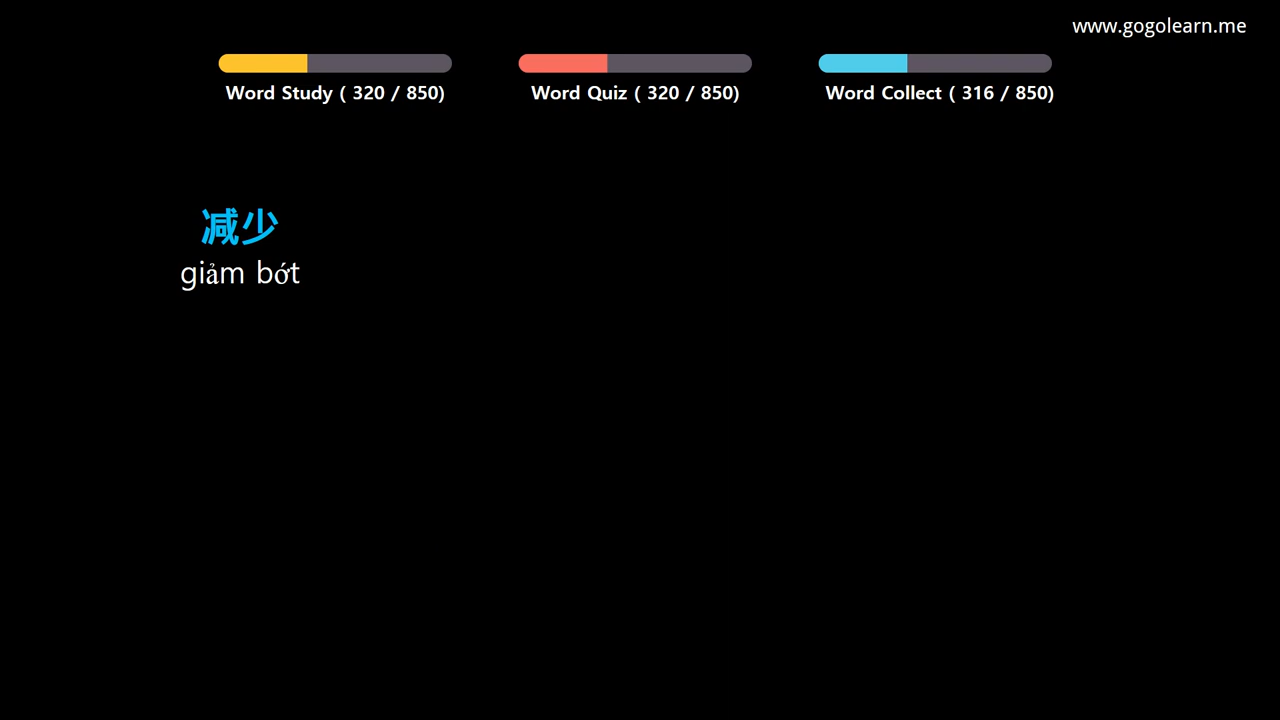 www.gogolearn.me
Word Study ( 320 / 850)
Word Quiz ( 320 / 850)
Word Collect ( 316 / 850)
减少
giảm bớt